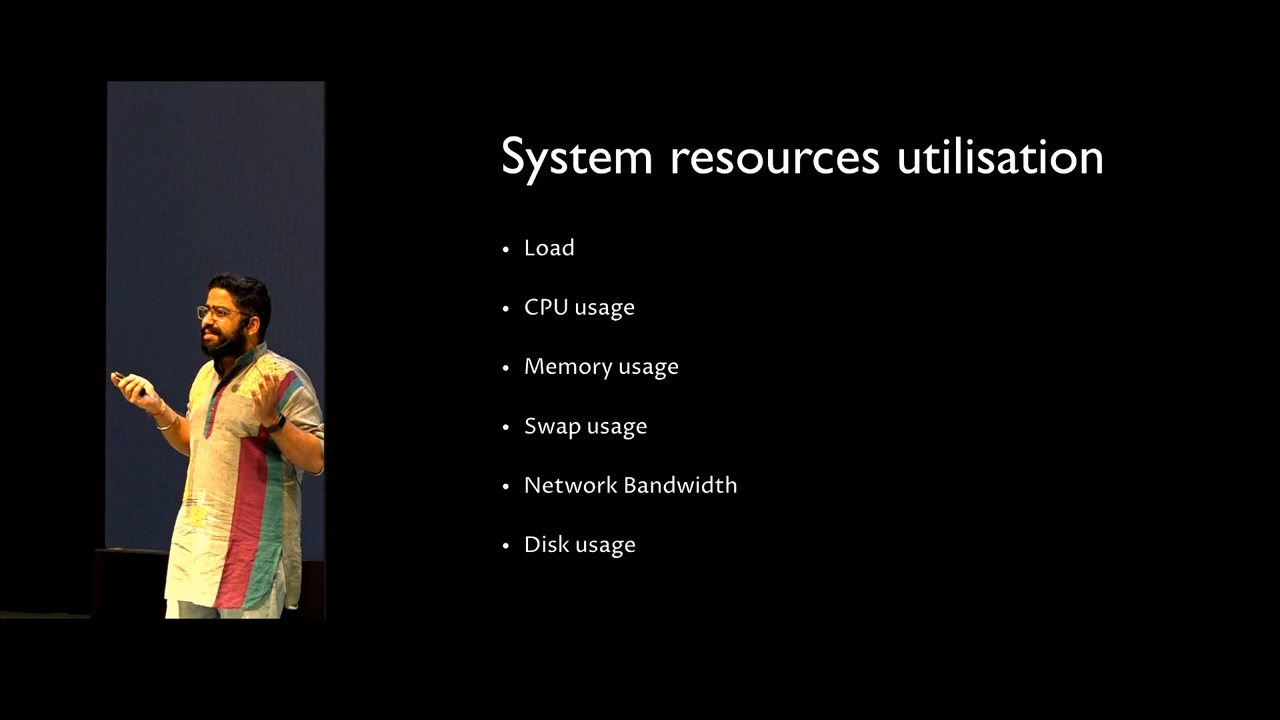 System resources utilisation
• Load
• CPU usage
• Memory usage
• Swap usage
• Network Bandwidth
• Disk usage